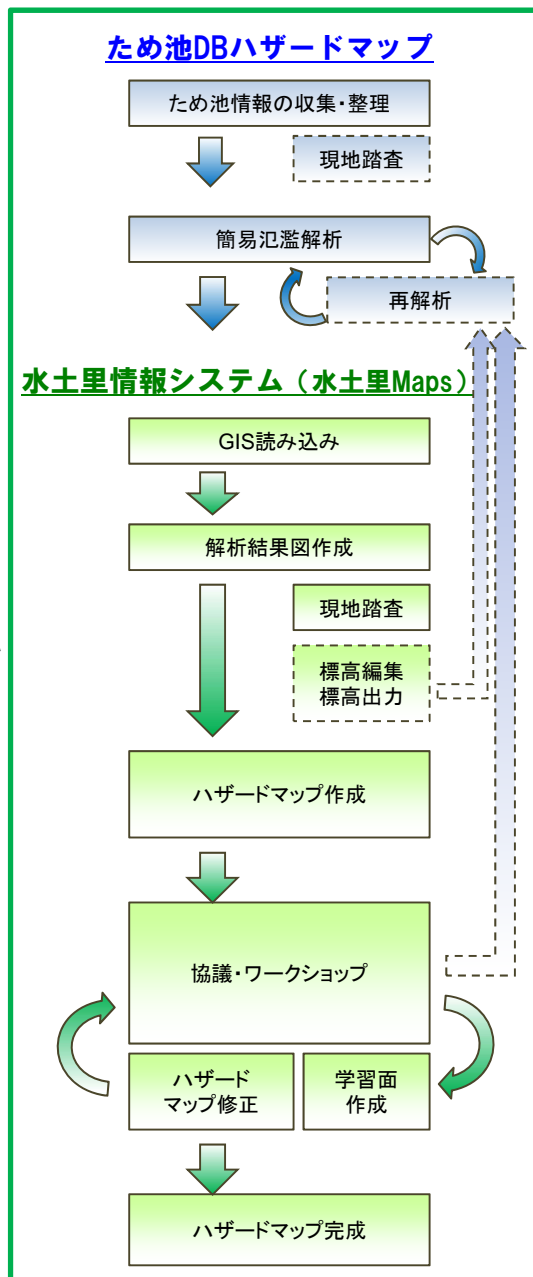 ため池DBハザードマップ
ため池情報の収集・整理
現地踏査
簡易氾濫解析
再解析
水土里情報システム（水土里Maps）
GIS読み込み
解析結果図作成
現地踏査
標高編集
標高出力
ハザードマップ作成
協議・ワークショップ
ハザード
マップ修正
学習面
作成
ハザードマップ完成